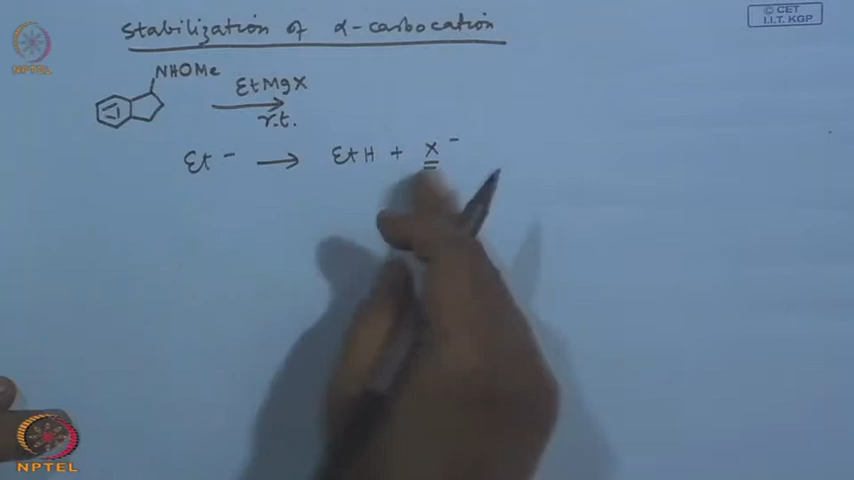 Stabilization of α-carbocation
© CET
I.I.T. KGP
NPTEL
NHOMe
EtMgX
r.t.
Et⁻ → EtH + X⁻
NPTEL